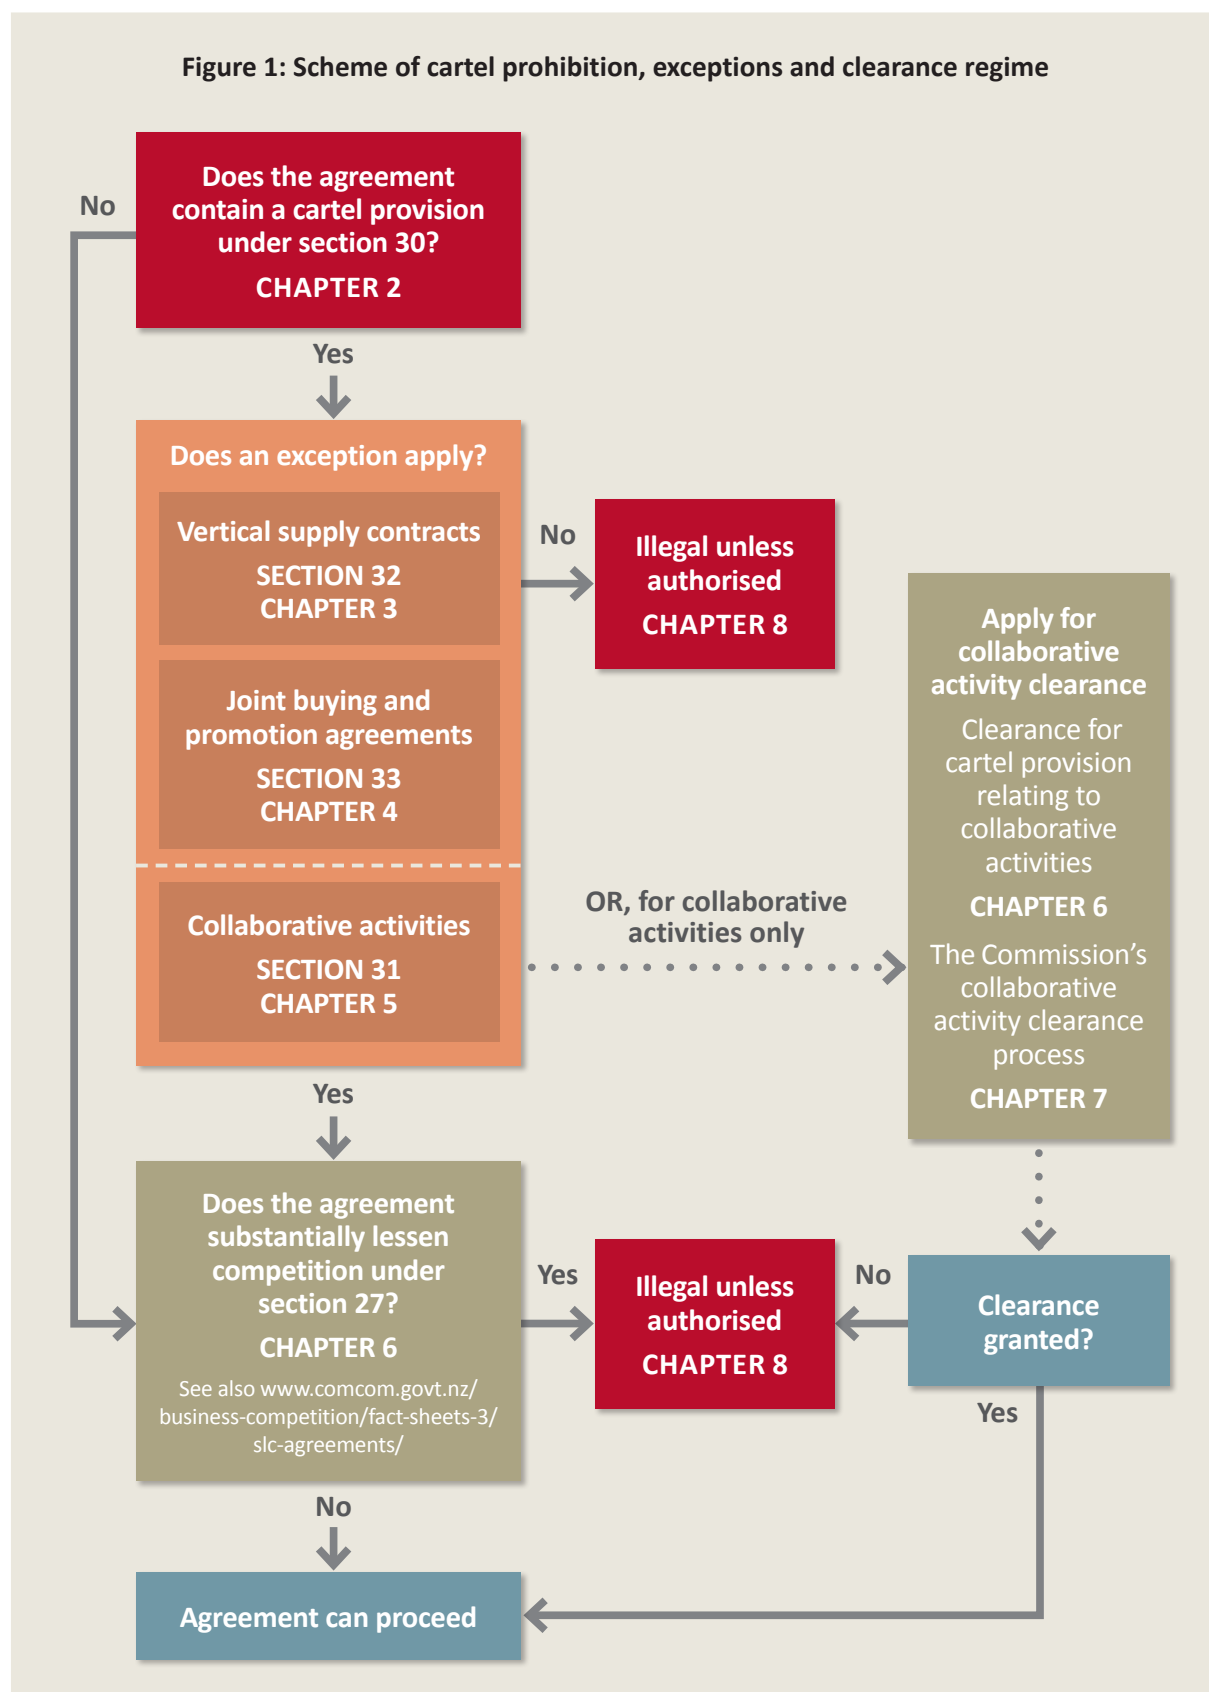 Figure 1: Scheme of cartel prohibition, exceptions and clearance regime
Does the agreement
contain a cartel provision
under section 30?
CHAPTER 2
No
Yes
Does an exception apply?
Vertical supply contracts
SECTION 32
CHAPTER 3
Joint buying and
promotion agreements
SECTION 33
CHAPTER 4
Collaborative activities
SECTION 31
CHAPTER 5
No
Illegal unless
authorised
CHAPTER 8
OR, for collaborative
activities only
Apply for
collaborative
activity clearance
Clearance for
cartel provision
relating to
collaborative
activities
CHAPTER 6
The Commission’s
collaborative
activity clearance
process
CHAPTER 7
Yes
Does the agreement
substantially lessen
competition under
section 27?
CHAPTER 6
See also www.comcom.govt.nz/
business-competition/fact-sheets-3/
slc-agreements/
Yes
Illegal unless
authorised
CHAPTER 8
No
Clearance
granted?
Yes
No
Agreement can proceed